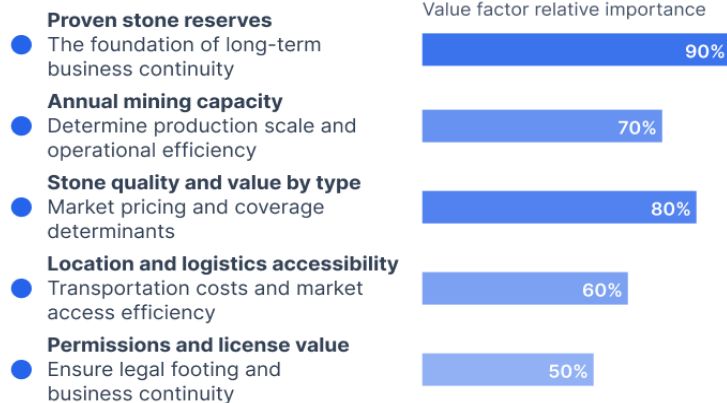 Value factor relative importance
Proven stone reserves
The foundation of long-term
business continuity
90%
Annual mining capacity
Determine production scale and
operational efficiency
70%
Stone quality and value by type
Market pricing and coverage
determinants
80%
Location and logistics accessibility
Transportation costs and market
access efficiency
60%
Permissions and license value
Ensure legal footing and
business continuity
50%